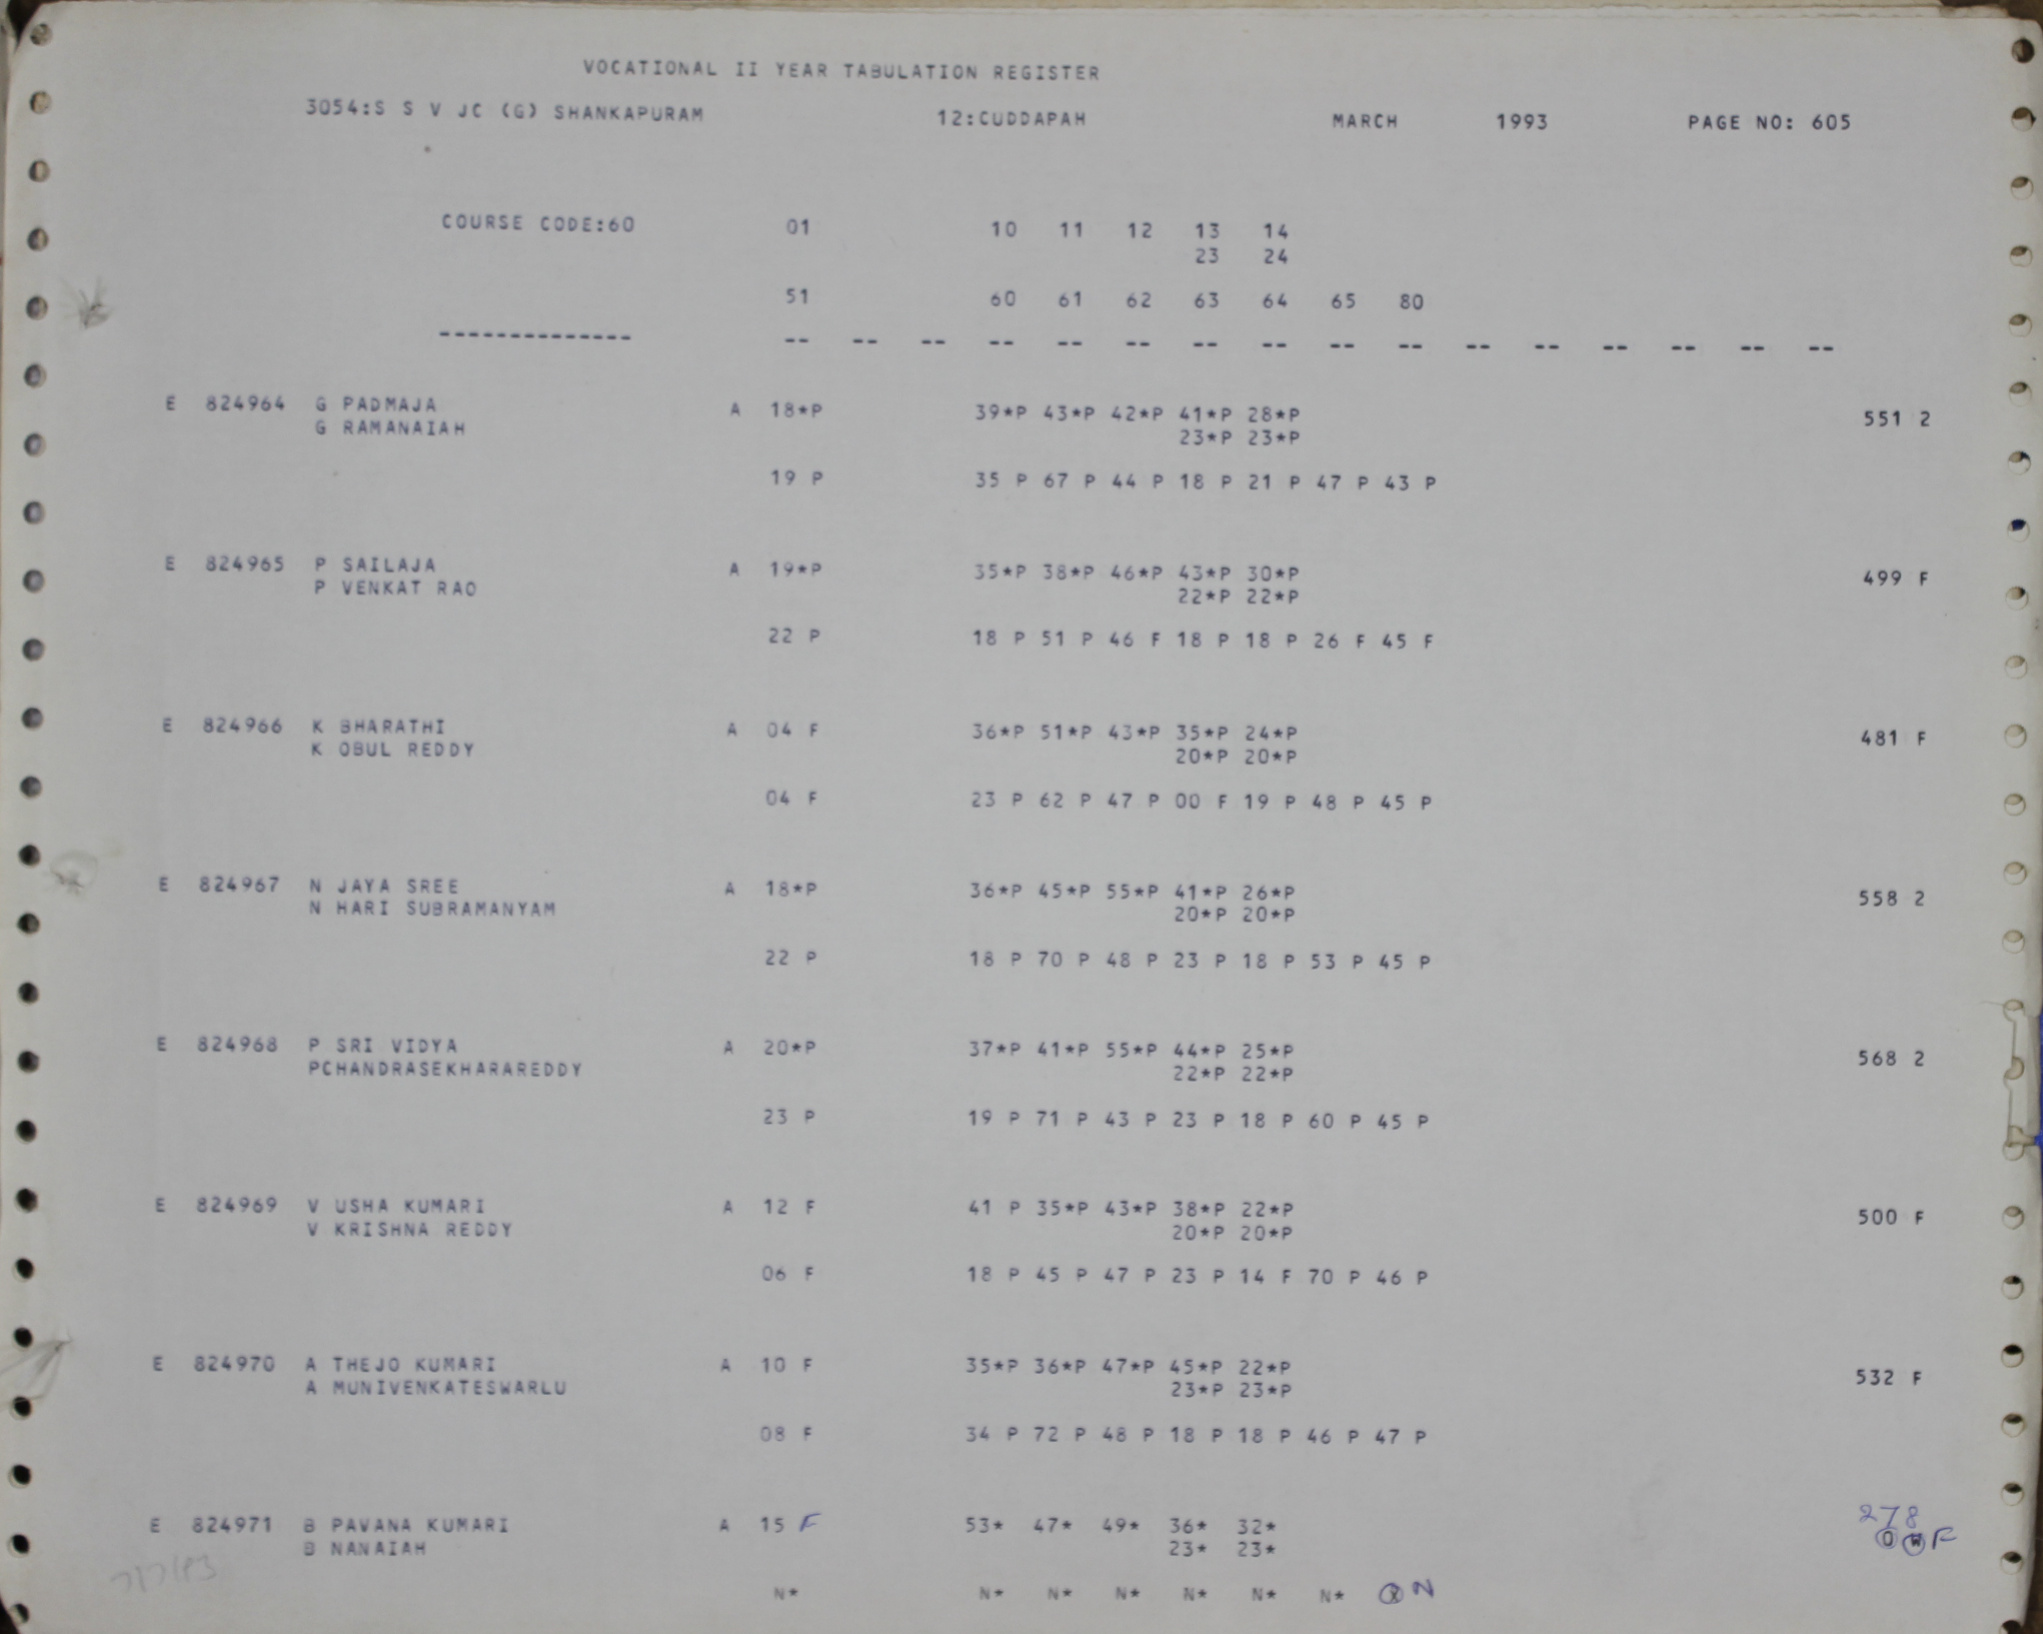 VOCATIONAL II YEAR TABULATION REGISTER
3054:S S V JC (G) SHANKAPURAM 12:CUDDAPAH MARCH 1993 PAGE NO: 605
COURSE CODE:60 01 10 11 12 13 14
23 24
51 60 61 62 63 64 65 80
-------------- -- -- -- -- -- -- -- -- -- -- -- -- -- -- -- --
E 824964 G PADMAJA A 18*P 39*P 43*P 42*P 41*P 28*P 551 2
G RAMANAIAH 23*P 23*P
19 P 35 P 67 P 44 P 18 P 21 P 47 P 43 P
E 824965 P SAILAJA A 19*P 35*P 38*P 46*P 43*P 30*P 499 F
P VENKAT RAO 22*P 22*P
22 P 18 P 51 P 46 F 18 P 18 P 26 F 45 F
E 824966 K BHARATHI A 04 F 36*P 51*P 43*P 35*P 24*P 481 F
K OBUL REDDY 20*P 20*P
04 F 23 P 62 P 47 P 00 F 19 P 48 P 45 P
E 824967 N JAYA SREE A 18*P 36*P 45*P 55*P 41*P 26*P 558 2
N HARI SUBRAMANYAM 20*P 20*P
22 P 18 P 70 P 48 P 23 P 18 P 53 P 45 P
E 824968 P SRI VIDYA A 20*P 37*P 41*P 55*P 44*P 25*P 568 2
PCHANDRASEKHARAREDDY 22*P 22*P
23 P 19 P 71 P 43 P 23 P 18 P 60 P 45 P
E 824969 V USHA KUMARI A 12 F 41 P 35*P 43*P 38*P 22*P 500 F
V KRISHNA REDDY 20*P 20*P
06 F 18 P 45 P 47 P 23 P 14 F 70 P 46 P
E 824970 A THEJO KUMARI A 10 F 35*P 36*P 47*P 45*P 22*P 532 F
A MUNIVENKATESWARLU 23*P 23*P
08 F 34 P 72 P 48 P 18 P 18 P 46 P 47 P
E 824971 B PAVANA KUMARI A 15 F 53* 47* 49* 36* 32* 278
B NANAIAH 23* 23* 0 W F
N* N* N* N* N* N* N* N